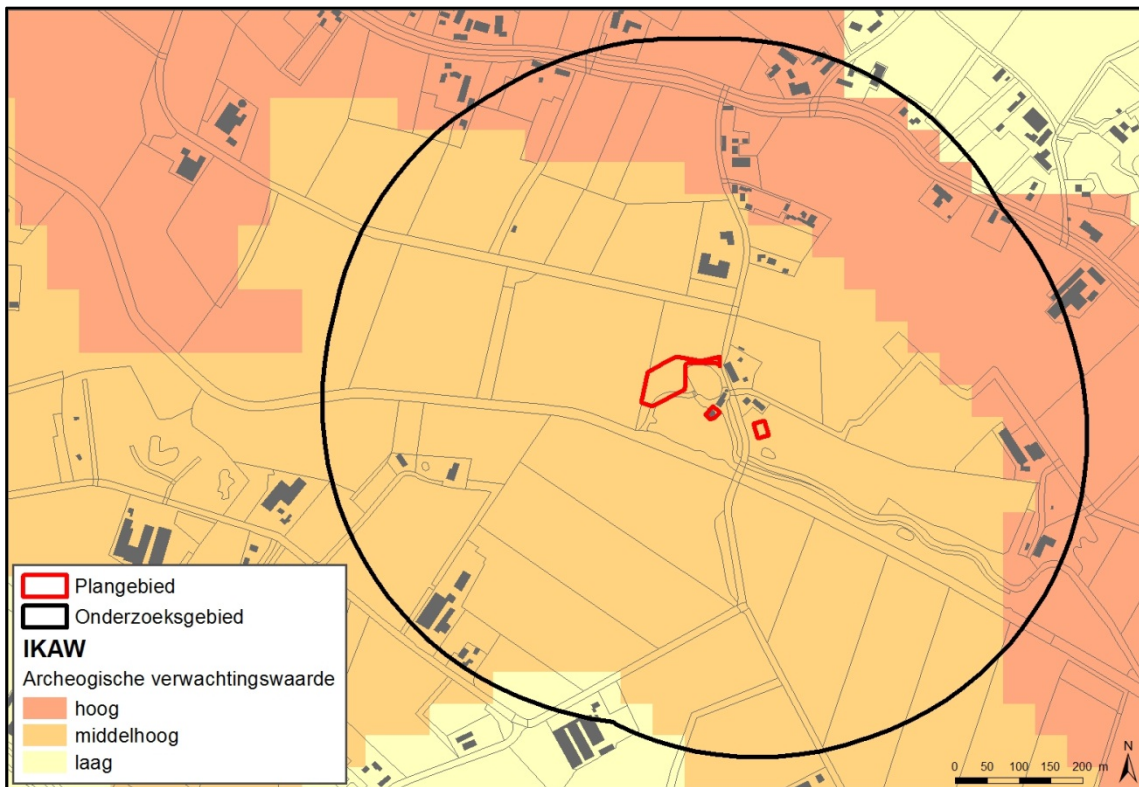 Plangebied
Onderzoeksgebied
IKAW
Archeogische verwachtingswaarde
hoog
middelhoog
laag
N
0 50 100 150 200 m